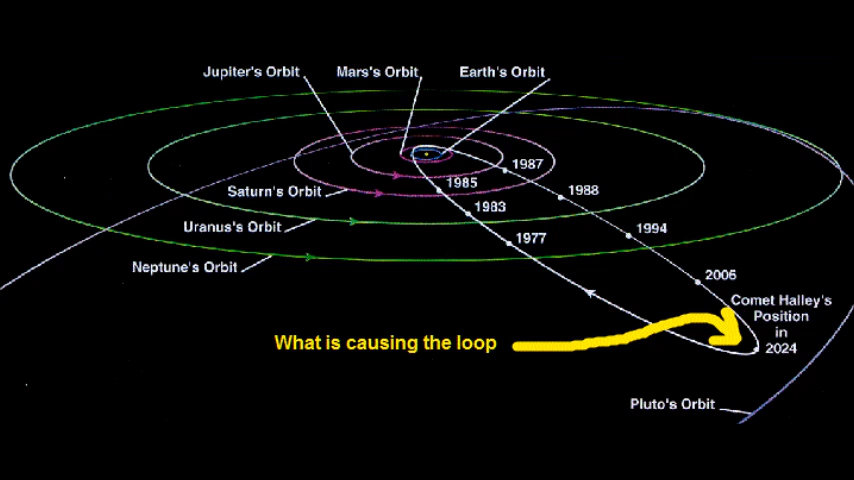 Jupiter's Orbit
Mars's Orbit
Earth's Orbit
1987
1985
1988
Saturn's Orbit
1983
Uranus's Orbit
1994
1977
Neptune's Orbit
2005
Comet Halley's
Position
in
2024
What is causing the loop
Pluto's Orbit